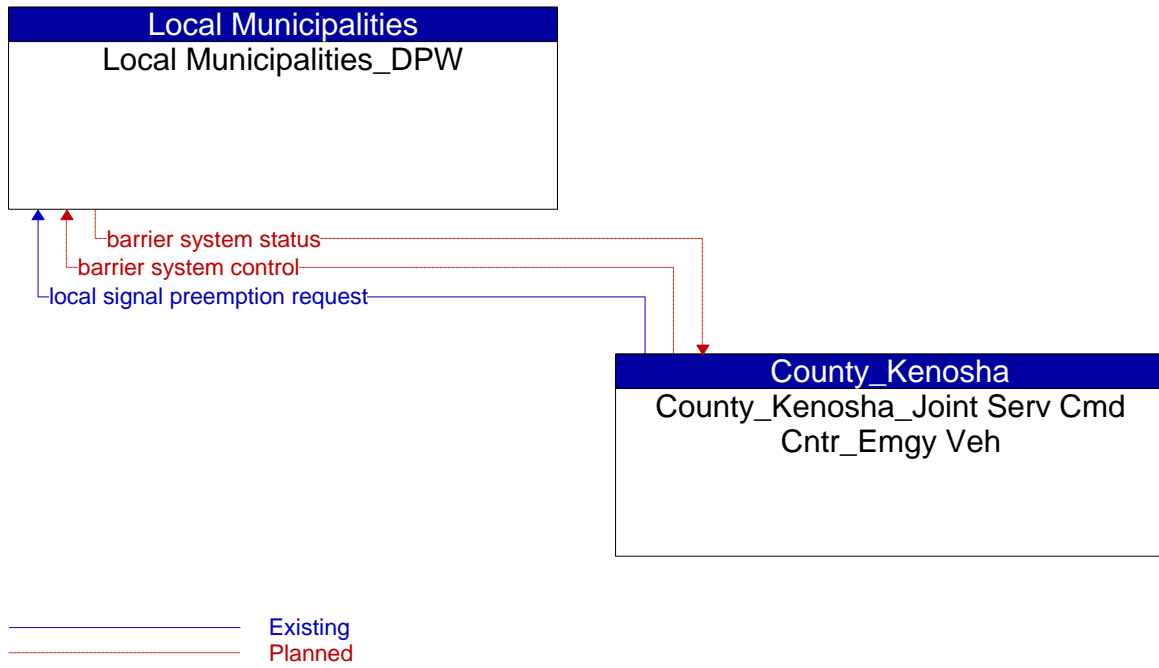 Local Municipalities
Local Municipalities_DPW
barrier system status
barrier system control
local signal preemption request
County_Kenosha
County_Kenosha_Joint Serv Cmd
Cntr_Emgy Veh
Existing
Planned